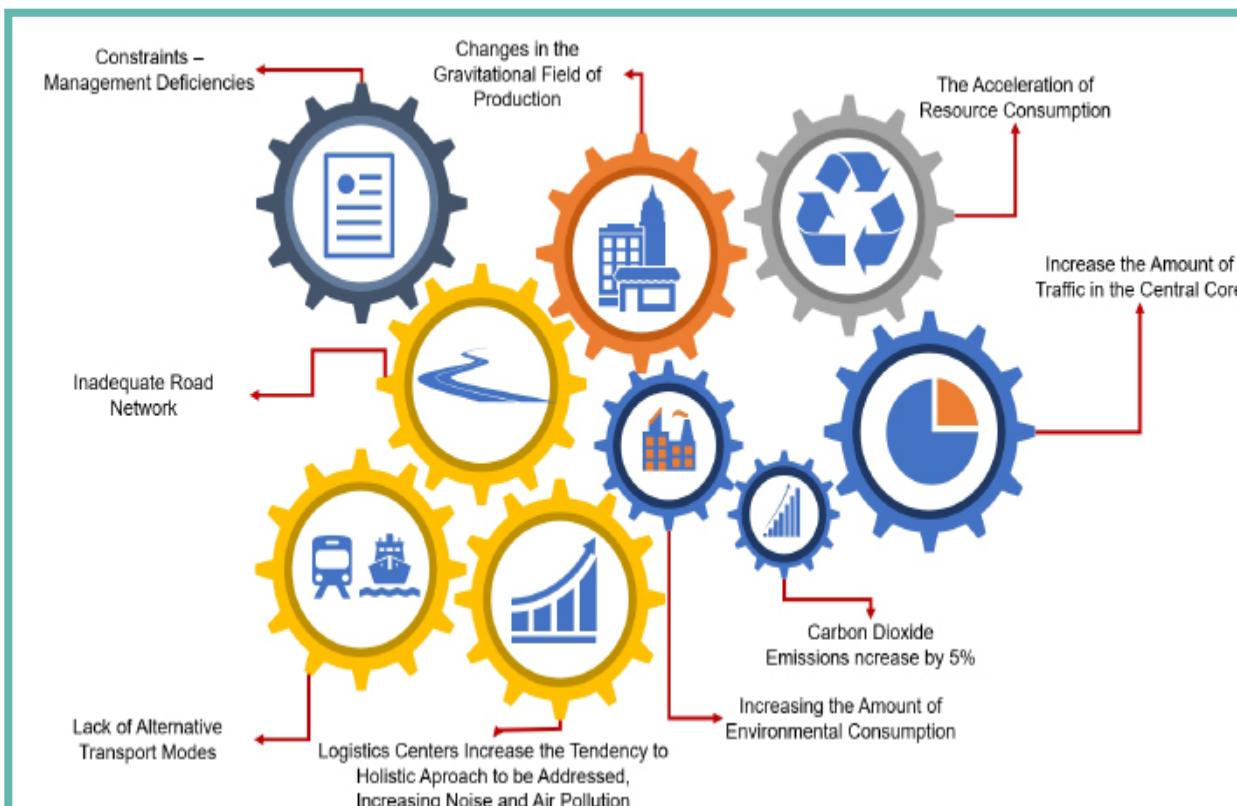 Constraints –
Management Deficiencies
Changes in the
Gravitational Field of
Production
The Acceleration of
Resource Consumption
Increase the Amount of
Traffic in the Central Core
Inadequate Road
Network
Carbon Dioxide
Emissions ncrease by 5%
Increasing the Amount of
Environmental Consumption
Lack of Alternative
Transport Modes
Logistics Centers Increase the Tendency to
Holistic Aproach to be Addressed,
Increasing Noise and Air Pollution